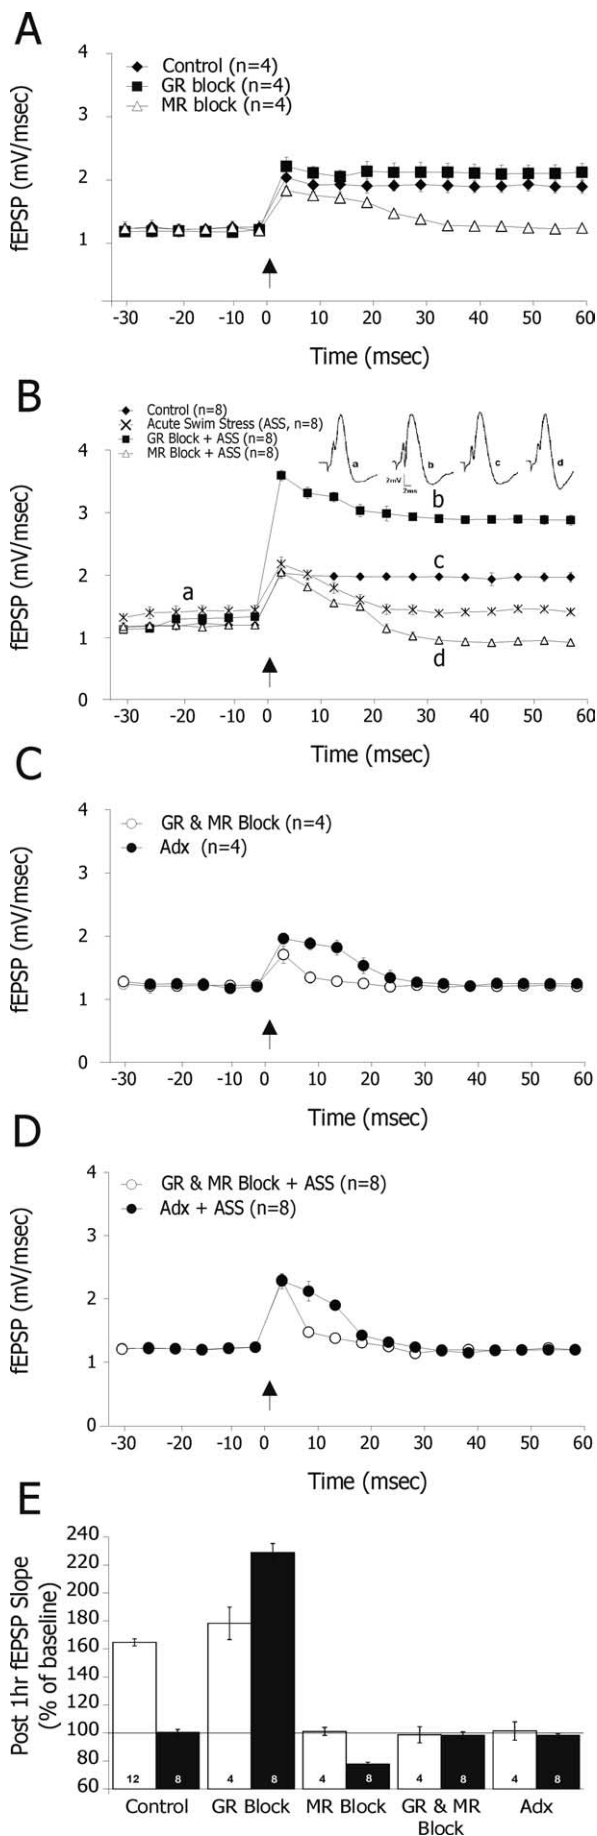 A
Control (n=4)
GR block (n=4)
MR block (n=4)
fEPSP (mV/msec)
4
3
2
1
0
-30 -20 -10 0 10 20 30 40 50 60
Time (msec)
B
Control (n=8)
Acute Swim Stress (ASS, n=8)
GR Block + ASS (n=8)
MR Block + ASS (n=8)
a b c d
2mV
2ms
fEPSP (mV/msec)
4
3
2
1
0
b
c
a
d
-30 -20 -10 0 10 20 30 40 50 60
Time (msec)
C
GR & MR Block (n=4)
Adx (n=4)
fEPSP (mV/msec)
4
3
2
1
0
-30 -20 -10 0 10 20 30 40 50 60
Time (msec)
D
GR & MR Block + ASS (n=8)
Adx + ASS (n=8)
fEPSP (mV/msec)
4
3
2
1
0
-30 -20 -10 0 10 20 30 40 50 60
Time (msec)
E
Post 1hr fEPSP Slope
(% of baseline)
240
220
200
180
160
140
120
100
80
60
12 8 4 8 4 8 4 8 4 8
Control GR Block MR Block GR & MR Adx
Block